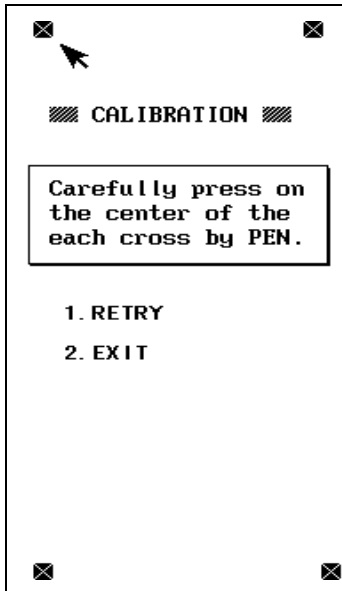 CALIBRATION
Carefully press on
the center of the
each cross by PEN.
1. RETRY
2. EXIT